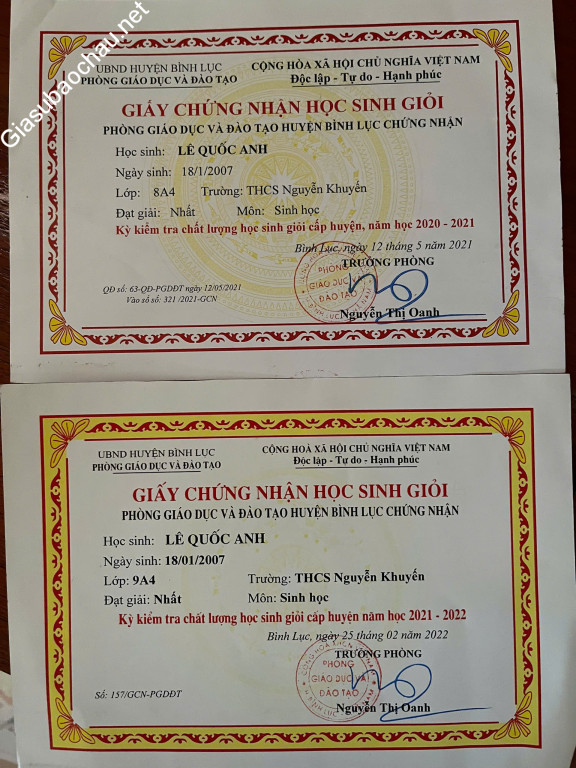 Giasubaochau.net
UBND HUYỆN BÌNH LỤC
PHÒNG GIÁO DỤC VÀ ĐÀO TẠO
CỘNG HÒA XÃ HỘI CHỦ NGHĨA VIỆT NAM
Độc lập - Tự do - Hạnh phúc
GIẤY CHỨNG NHẬN HỌC SINH GIỎI
PHÒNG GIÁO DỤC VÀ ĐÀO TẠO HUYỆN BÌNH LỤC CHỨNG NHẬN
Học sinh: LÊ QUỐC ANH
Ngày sinh: 18/1/2007
Lớp: 8A4 Trường: THCS Nguyễn Khuyến
Đạt giải: Nhất Môn: Sinh học
Kỳ kiểm tra chất lượng học sinh giỏi cấp huyện, năm học 2020 - 2021
Bình Lục, ngày 12 tháng 5 năm 2021
TRƯỞNG PHÒNG
PHÒNG
GIÁO DỤC VÀ
ĐÀO TẠO
QĐ số: 63-QĐ-PGDĐT ngày 12/05/2021
Vào sổ số: 321 /2021-GCN
Nguyễn Thị Oanh
UBND HUYỆN BÌNH LỤC
PHÒNG GIÁO DỤC VÀ ĐÀO TẠO
CỘNG HOÀ XÃ HỘI CHỦ NGHĨA VIỆT NAM
Độc lập - Tự do - Hạnh phúc
GIẤY CHỨNG NHẬN HỌC SINH GIỎI
PHÒNG GIÁO DỤC VÀ ĐÀO TẠO HUYỆN BÌNH LỤC CHỨNG NHẬN
Học sinh: LÊ QUỐC ANH
Ngày sinh: 18/01/2007
Lớp: 9A4 Trường: THCS Nguyễn Khuyến
Đạt giải: Nhất Môn: Sinh học
Kỳ kiểm tra chất lượng học sinh giỏi cấp huyện năm học 2021 - 2022
Bình Lục, ngày 25 tháng 02 năm 2022
TRƯỞNG PHÒNG
PHÒNG
GIÁO DỤC VÀ
ĐÀO TẠO
Số: 157/GCN-PGDĐT
Nguyễn Thị Oanh